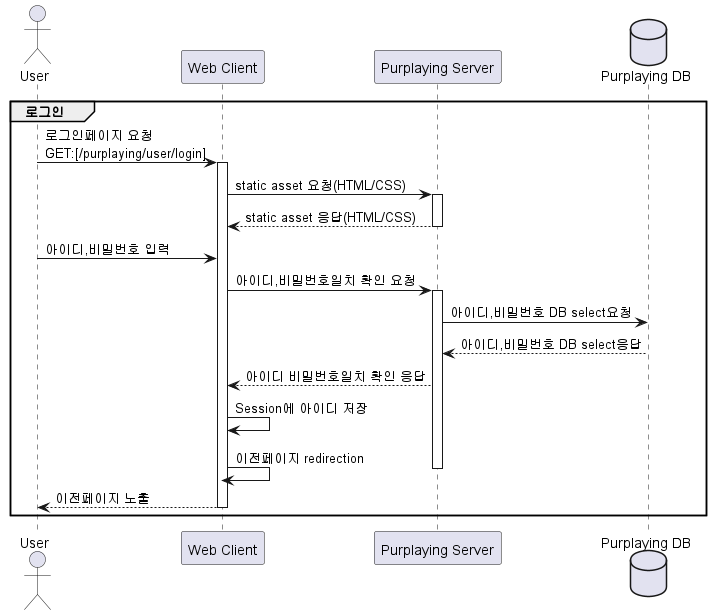 User
Web Client
Purplaying Server
Purplaying DB
로그인
로그인페이지 요청
GET:[/purplaying/user/login]
static asset 요청(HTML/CSS)
static asset 응답(HTML/CSS)
아이디,비밀번호 입력
아이디,비밀번호일치 확인 요청
아이디,비밀번호 DB select요청
아이디,비밀번호 DB select응답
아이디 비밀번호일치 확인 응답
Session에 아이디 저장
이전페이지 redirection
이전페이지 노출
User
Web Client
Purplaying Server
Purplaying DB